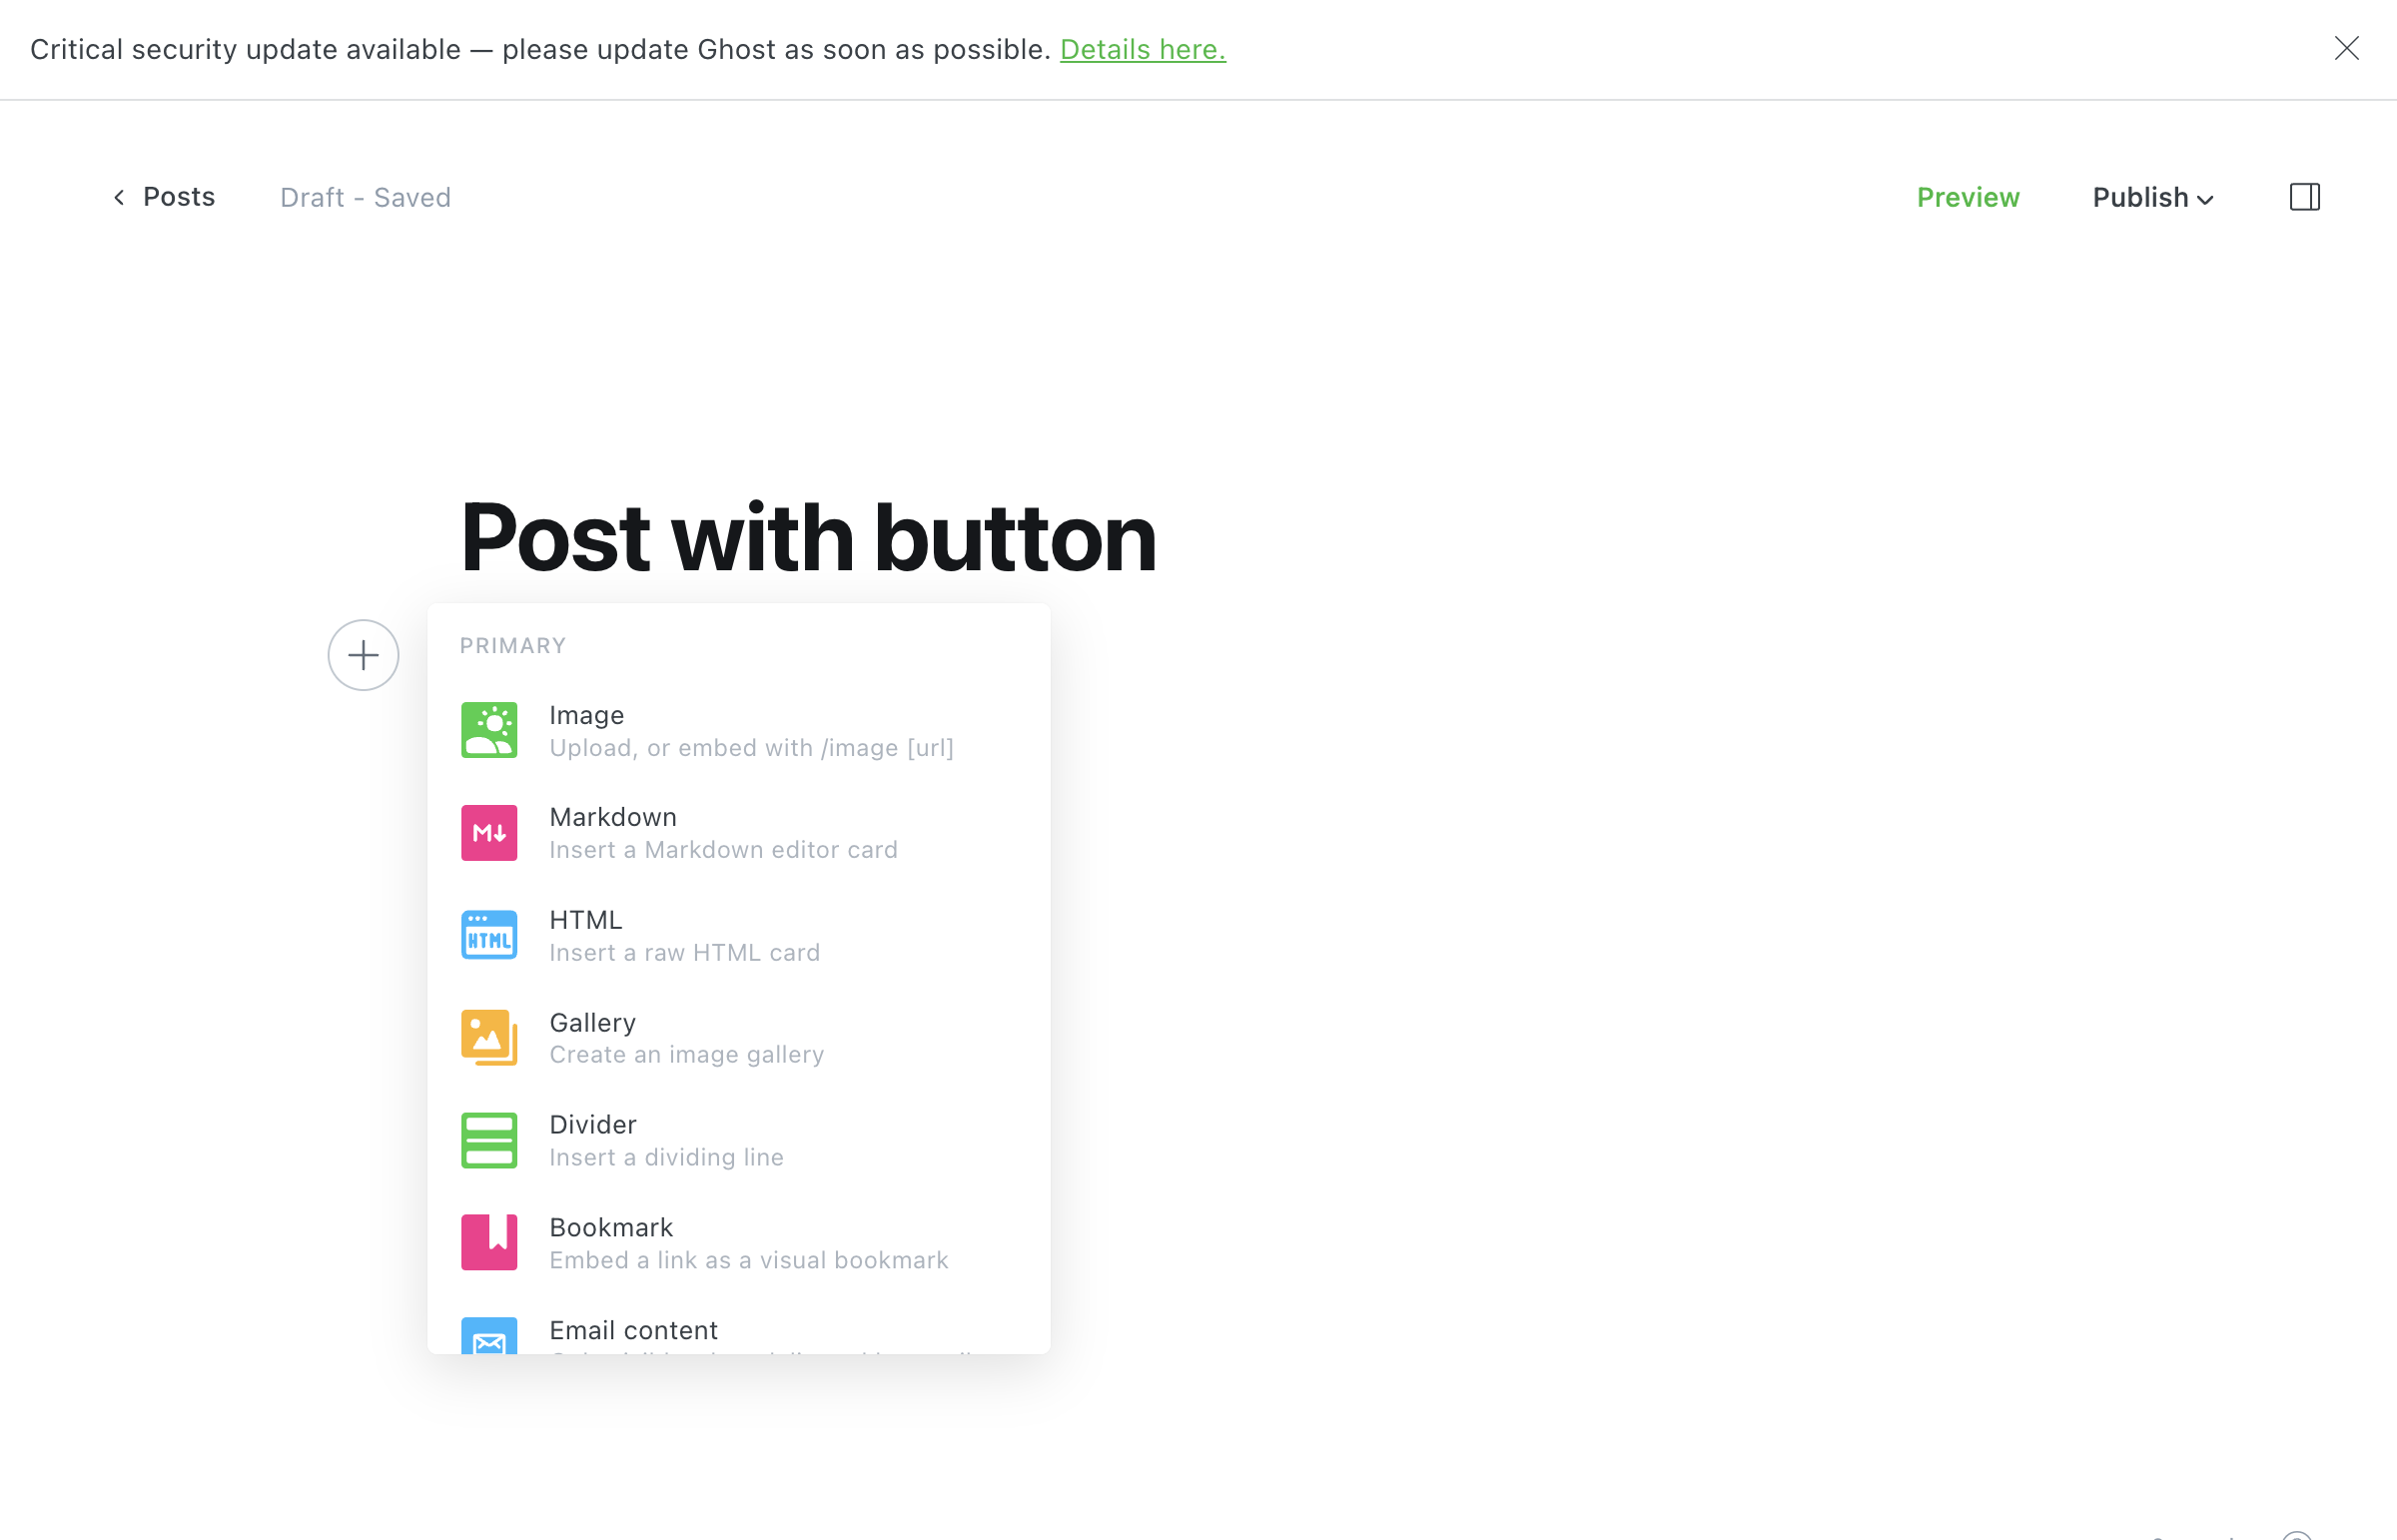 Critical security update available — please update Ghost as soon as possible. Details here.
Posts
Draft - Saved
Preview
Publish
Post with button
PRIMARY
Image
Upload, or embed with /image [url]
M
Markdown
Insert a Markdown editor card
HTML
HTML
Insert a raw HTML card
Gallery
Create an image gallery
Divider
Insert a dividing line
Bookmark
Embed a link as a visual bookmark
Email content